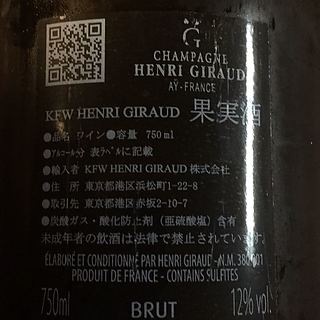 G
CHAMPAGNE
HENRI GIRAUD
AŸ-FRANCE
KFW HENRI GIRAUD 果実酒
●品名 ワイン●容量 750ml
●アルコール分 表ラベルに記載
●輸入者 KFW HENRI GIRAUD 株式会社
●住 所 東京都港区浜松町1-22-8
●取引先 東京都港区赤坂2-10-7
●炭酸ガス・酸化防止剤(亜硫酸塩)含有
未成年者の飲酒は法律で禁止されています
ÉLABORÉ ET CONDITIONNÉ PAR HENRI GIRAUD - N.M.
PRODUIT DE FRANCE - CONTAINS SULFITES
750ml BRUT 12% vol.